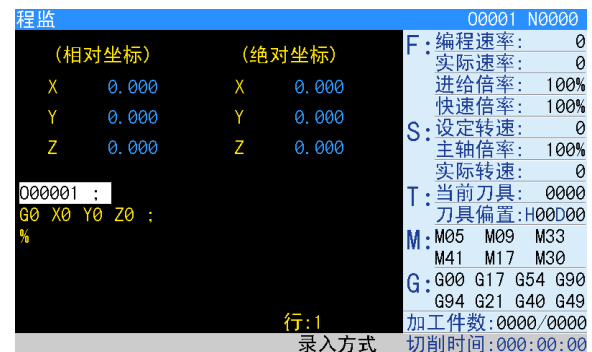 程监 O0001 N0000
(相对坐标) (绝对坐标)
X 0.000 X 0.000
Y 0.000 Y 0.000
Z 0.000 Z 0.000
O00001 ;
G0 X0 Y0 Z0 ;
%
行:1
录入方式
F: 编程速率: 0
实际速率: 0
进给倍率: 100%
快速倍率: 100%
S: 设定转速: 0
主轴倍率: 100%
实际转速: 0
T: 当前刀具: 0000
刀具偏置:H00D00
M: M05 M09 M33
M41 M17 M30
G: G00 G17 G54 G90
G94 G21 G40 G49
加工件数:0000/0000
切削时间:000:00:00